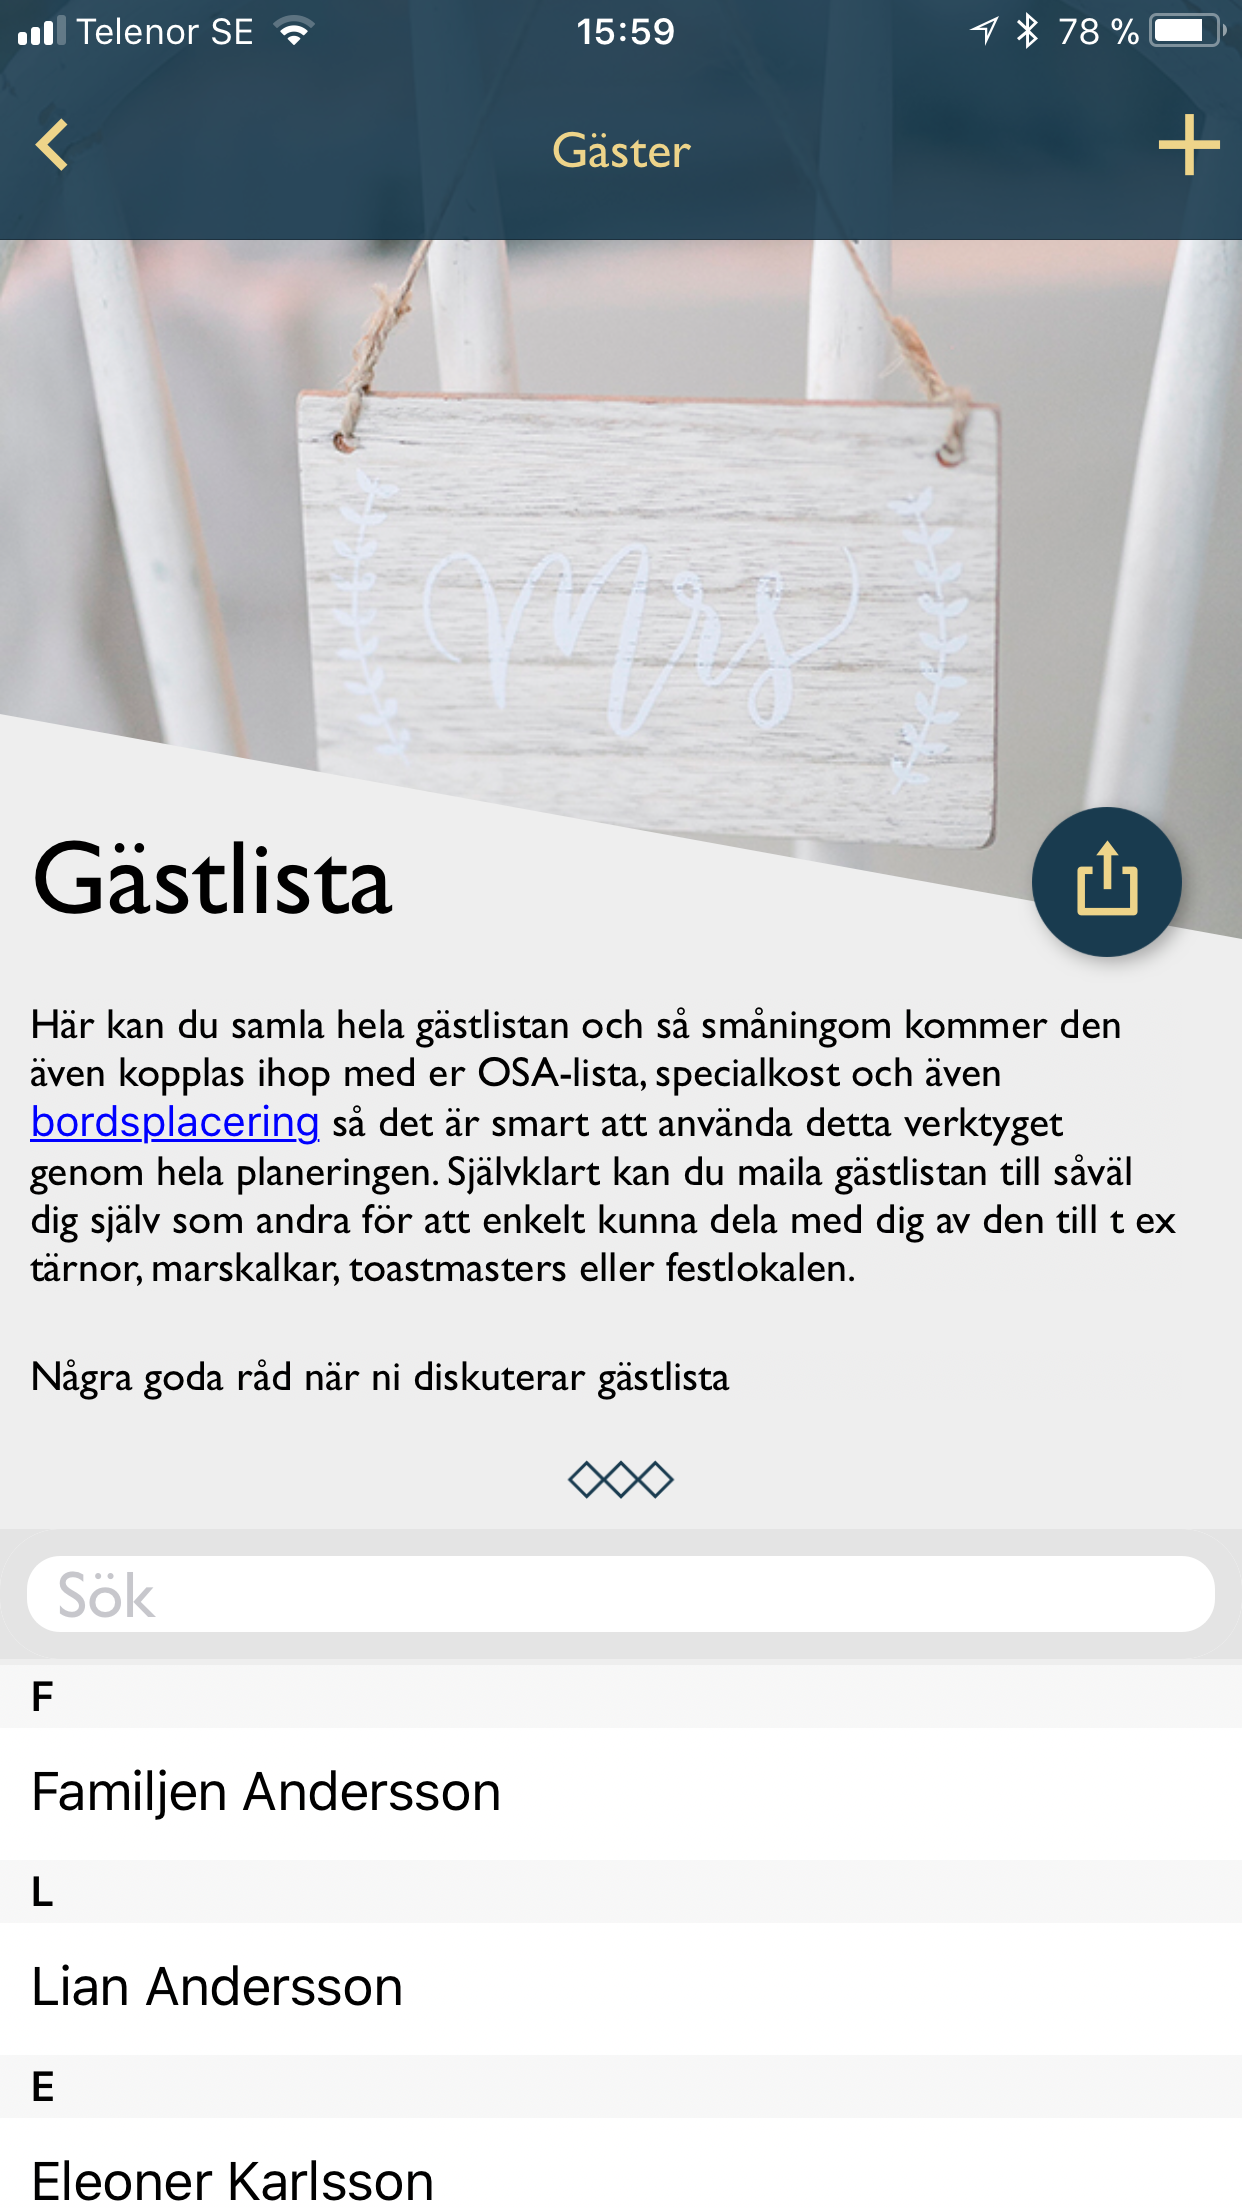 Telenor SE 15:59 78 %
Gäster
Mrs
Gästlista
Här kan du samla hela gästlistan och så småningom kommer den
även kopplas ihop med er OSA-lista, specialkost och även
bordsplacering så det är smart att använda detta verktyget
genom hela planeringen. Självklart kan du maila gästlistan till såväl
dig själv som andra för att enkelt kunna dela med dig av den till t ex
tärnor, marskalkar, toastmasters eller festlokalen.
Några goda råd när ni diskuterar gästlista
Sök
F
Familjen Andersson
L
Lian Andersson
E
Eleoner Karlsson